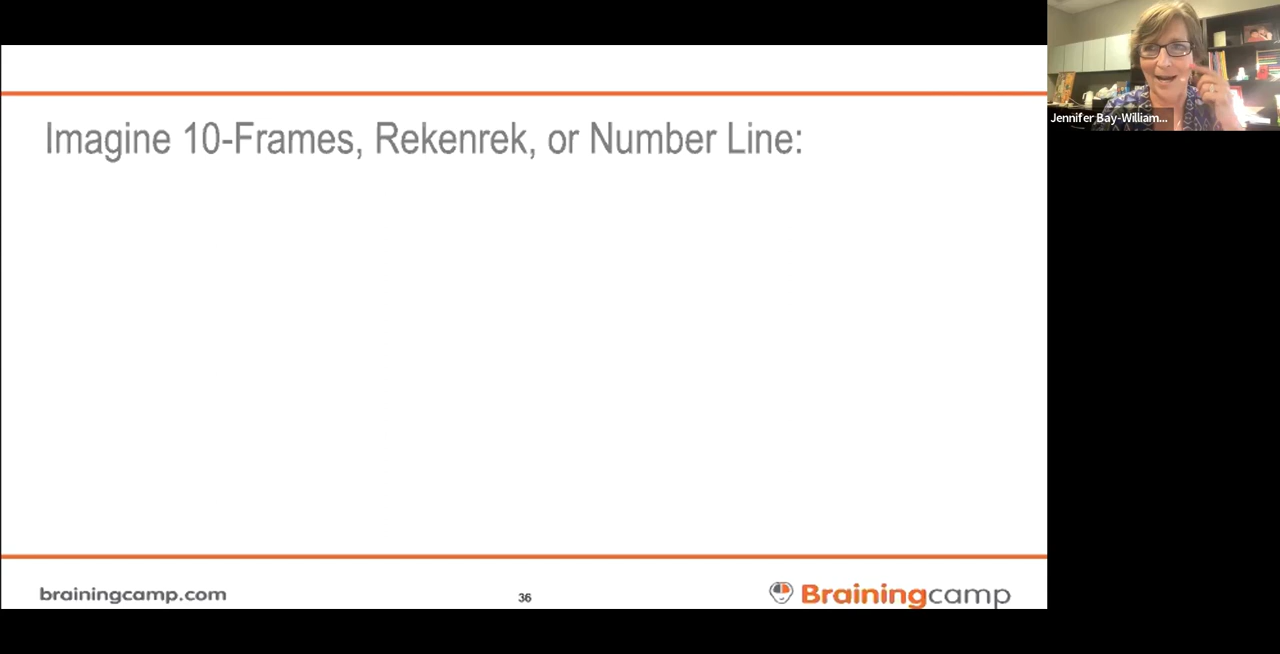 Jennifer Bay-William...
Imagine 10-Frames, Rekenrek, or Number Line:
brainingcamp.com
36
Brainingcamp